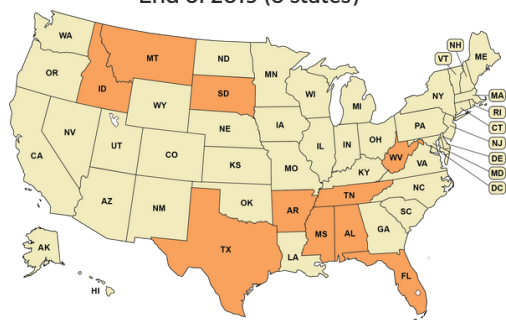 End of states)
WA
MT
ND
MN
OR
ID
SD
WI
MI
NY
VT
NH
ME
MA
RI
CT
NJ
DE
MD
DC
WY
NE
IA
IL
IN
OH
PA
NV
UT
CO
KS
MO
KY
WV
VA
CA
AZ
NM
OK
AR
TN
NC
SC
TX
LA
MS
AL
GA
FL
AK
HI